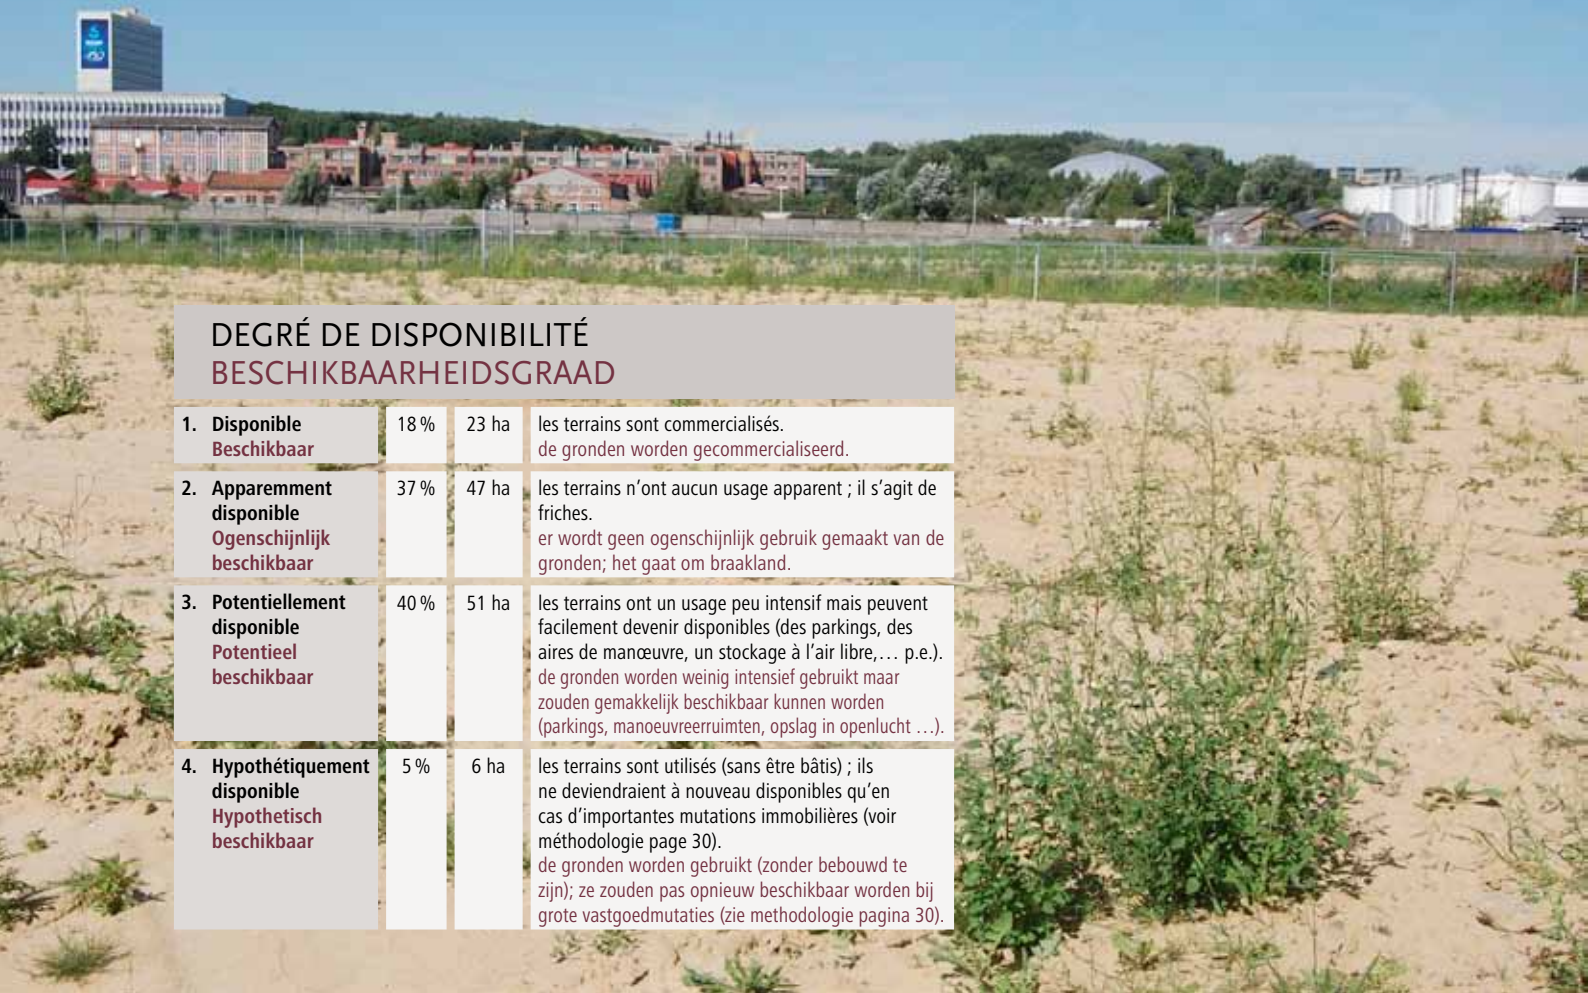 DEGRÉ DE DISPONIBILITÉ
BESCHIKBAARHEIDSGRAAD
1. Disponible
Beschikbaar
18 %
23 ha
les terrains sont commercialisés.
de gronden worden gecommercialiseerd.
2. Apparemment
disponible
Ogenschijnlijk
beschikbaar
37 %
47 ha
les terrains n’ont aucun usage apparent ; il s’agit de
friches.
er wordt geen ogenschijnlijk gebruik gemaakt van de
gronden; het gaat om braakland.
3. Potentiellement
disponible
Potentieel
beschikbaar
40 %
51 ha
les terrains ont un usage peu intensif mais peuvent
facilement devenir disponibles (des parkings, des
aires de manœuvre, un stockage à l’air libre,… p.e.).
de gronden worden weinig intensief gebruikt maar
zouden gemakkelijk beschikbaar kunnen worden
(parkings, manoeuvreerruimten, opslag in openlucht …).
4. Hypothétiquement
disponible
Hypothetisch
beschikbaar
5 %
6 ha
les terrains sont utilisés (sans être bâtis) ; ils
ne deviendraient à nouveau disponibles qu’en
cas d’importantes mutations immobilières (voir
méthodologie page 30).
de gronden worden gebruikt (zonder bebouwd te
zijn); ze zouden pas opnieuw beschikbaar worden bij
grote vastgoedmutaties (zie methodologie pagina 30).